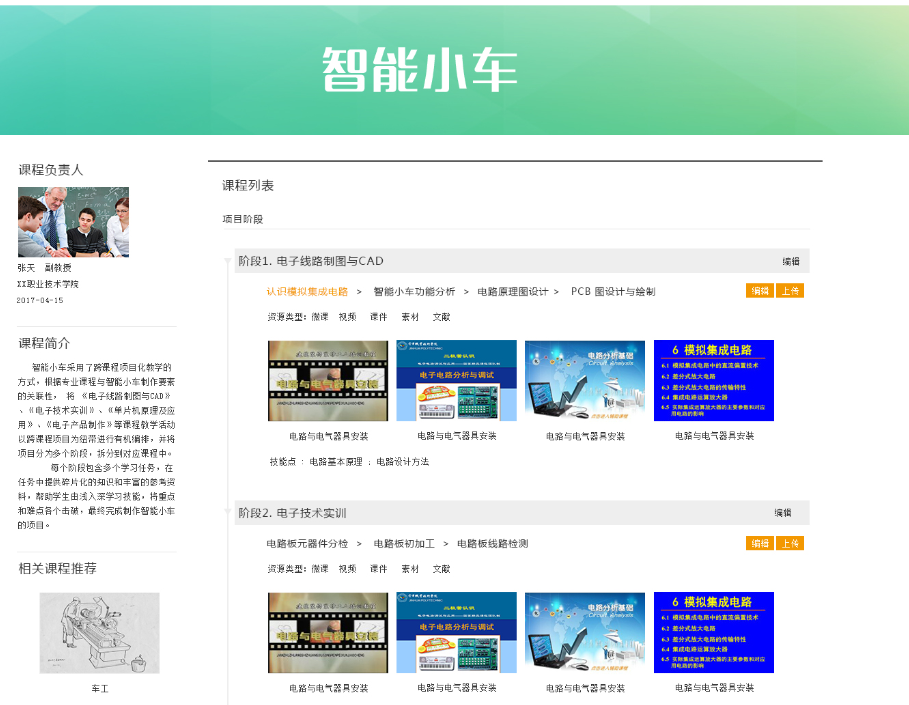 智能小车
课程负责人
张天 副教授
XX职业技术学院
2017-04-15
课程简介
智能小车采用了跨课程项目化教学的
方式，根据专业课程与智能小车制作要素
的关联性， 将 《电子线路制图与CAD》
、《电子技术实训》、《单片机原理及应
用》、《电子产品制作》等课程教学活动
以跨课程项目为纽带进行有机编排，并将
项目分为多个阶段，拆分到对应课程中。
每个阶段包含多个学习任务，在
任务中提供碎片化的知识和丰富的参考资
料，帮助学生由浅入深学习技能，将重点
和难点各个击破，最终完成制作智能小车
的项目。
相关课程推荐
车工
课程列表
项目阶段
阶段1. 电子线路制图与CAD 编辑
认识模拟集成电路 > 智能小车功能分析 > 电路原理图设计 > PCB 图设计与绘制 编辑 上传
资源类型：微课 视频 课件 素材 文献
电路与电气器具安装
电子电路分析与调试
电路分析基础
Circuit Analysis
点击进入精品课程
6 模拟集成电路
6.1 模拟集成电路中的直流偏置技术
6.2 差分式放大电路
6.3 差分式放大电路的传输特性
6.4 集成电路运算放大器
6.5 实际集成运算放大器的主要参数和对应
用电路的影响
电路与电气器具安装 电路与电气器具安装 电路与电气器具安装 电路与电气器具安装
技能点 ： 电路基本原理 ；电路设计方法
阶段2. 电子技术实训 编辑
电路板元器件分检 > 电路板初加工 > 电路板线路检测 编辑 上传
资源类型：微课 视频 课件 素材 文献
电路与电气器具安装
电子电路分析与调试
电路分析基础
Circuit Analysis
点击进入精品课程
6 模拟集成电路
6.1 模拟集成电路中的直流偏置技术
6.2 差分式放大电路
6.3 差分式放大电路的传输特性
6.4 集成电路运算放大器
6.5 实际集成运算放大器的主要参数和对应
用电路的影响
电路与电气器具安装 电路与电气器具安装 电路与电气器具安装 电路与电气器具安装